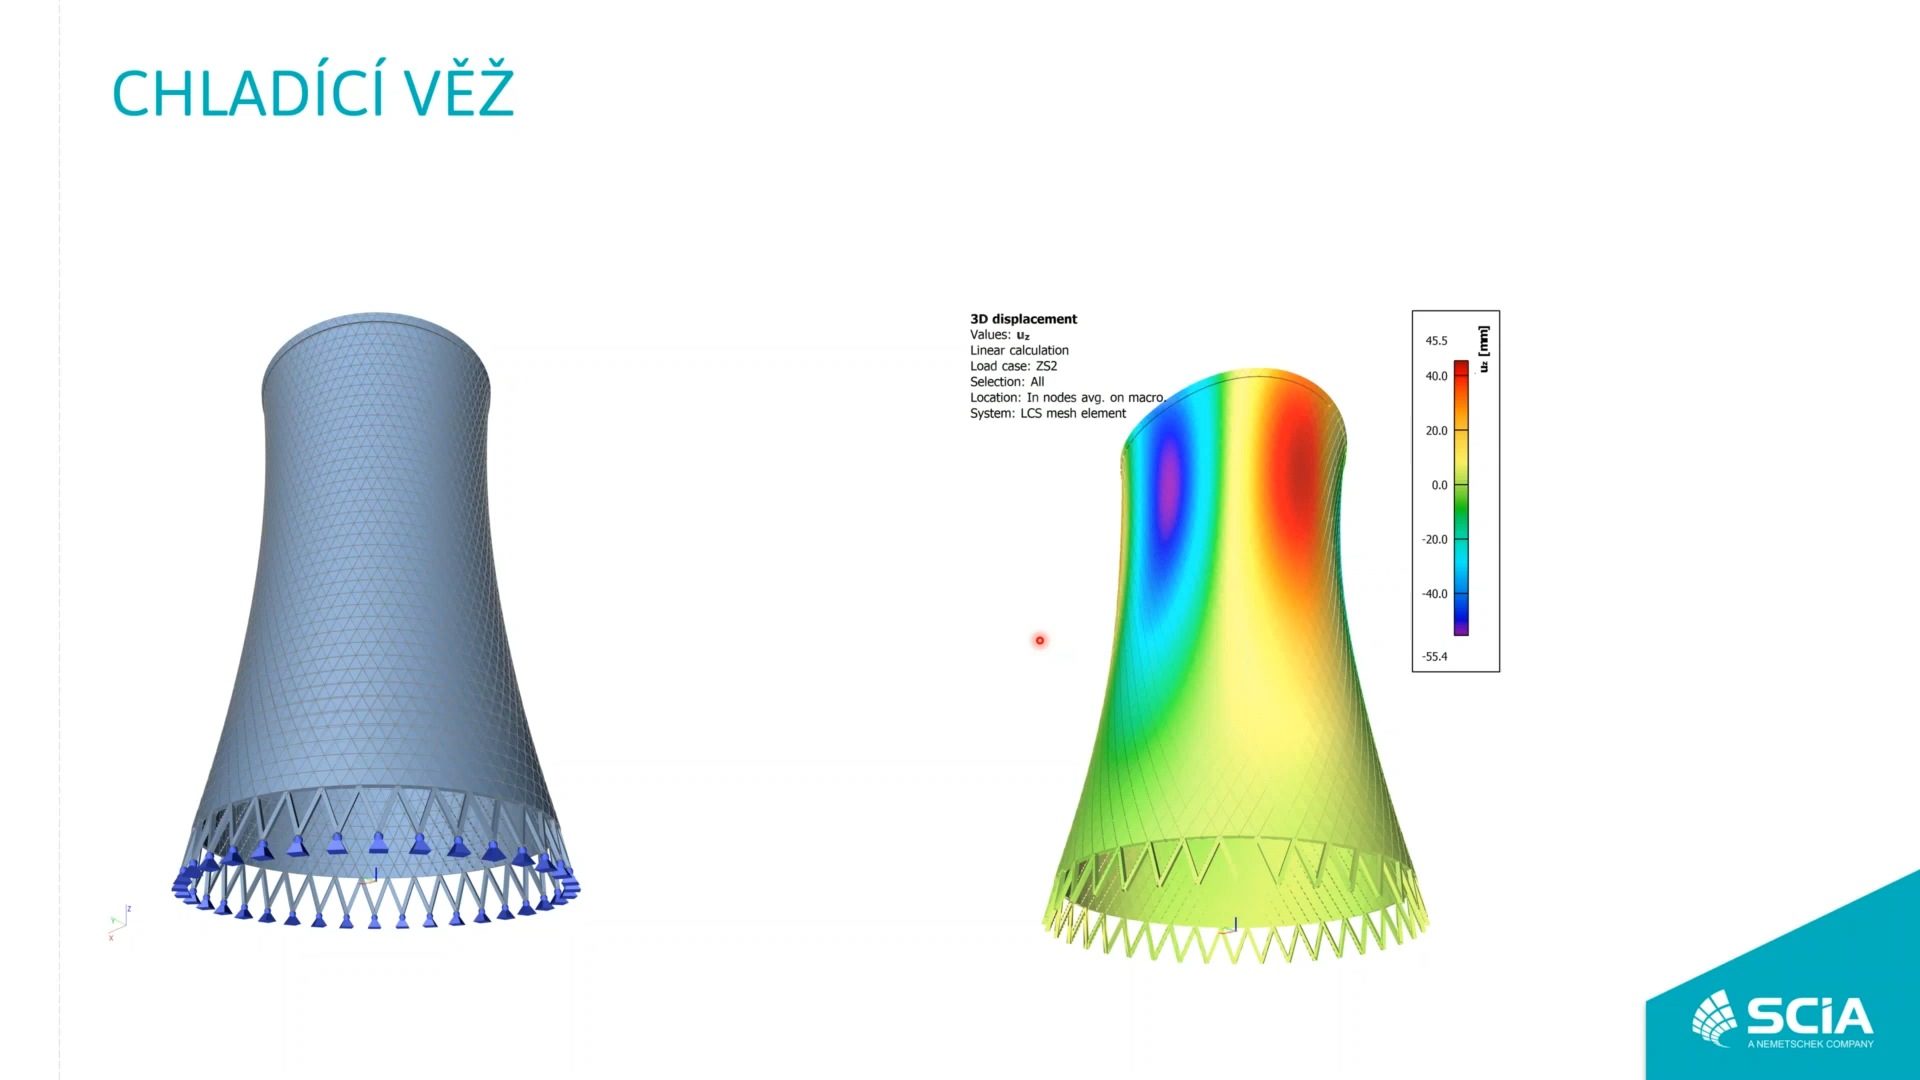 CHLADÍCÍ VĚŽ
3D displacement
Values: uz
Linear calculation
Load case: ZS2
Selection: All
Location: In nodes avg. on macro.
System: LCS mesh element
45.5
40.0
20.0
0.0
-20.0
-40.0
-55.4
uz [mm]
Z
Y
X
SCIA
A NEMETSCHEK COMPANY